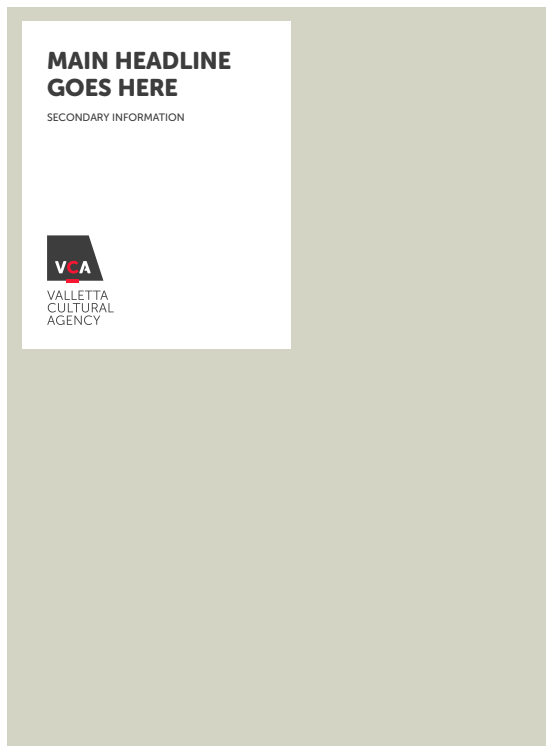 MAIN HEADLINE
GOES HERE
SECONDARY INFORMATION
VCA
VALLETTA
CULTURAL
AGENCY